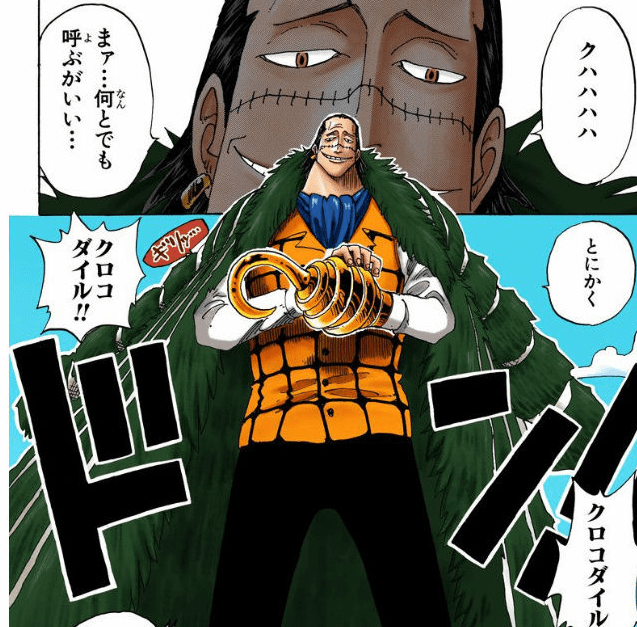 クハハハハ
まァ…何とでも
呼ぶがいい…
とにかく
ギリッ…
クロコ
ダイル!!
ドン
クロコダイル